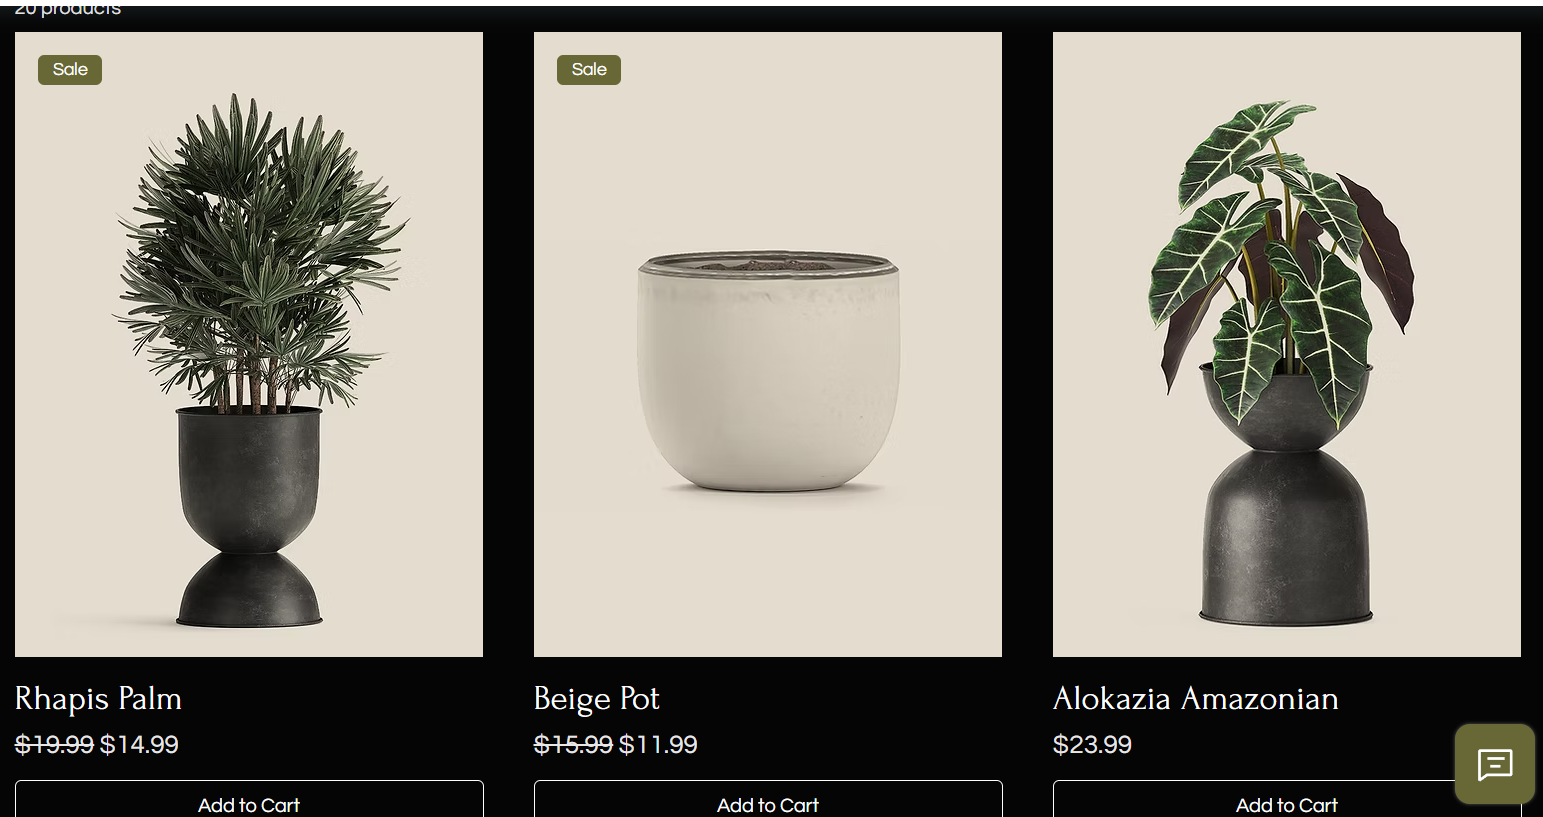 20 products
Sale
Sale
Rhapis Palm
$19.99 $14.99
Add to Cart
Beige Pot
$15.99 $11.99
Add to Cart
Alokazia Amazonian
$23.99
Add to Cart